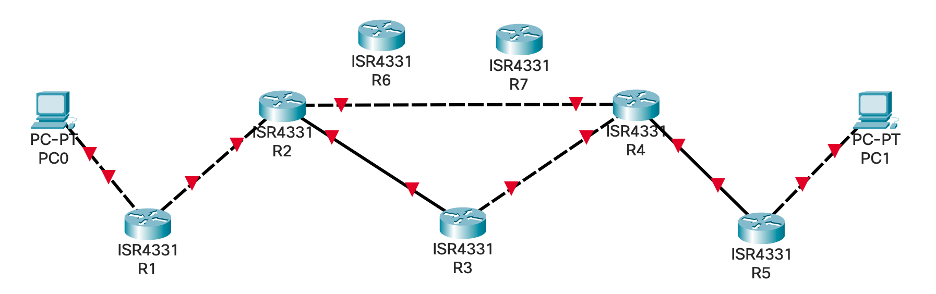 ISR4331
R6
ISR4331
R7
PC-PT
PC0
ISR4331
R2
ISR4331
R4
PC-PT
PC1
ISR4331
R1
ISR4331
R3
ISR4331
R5